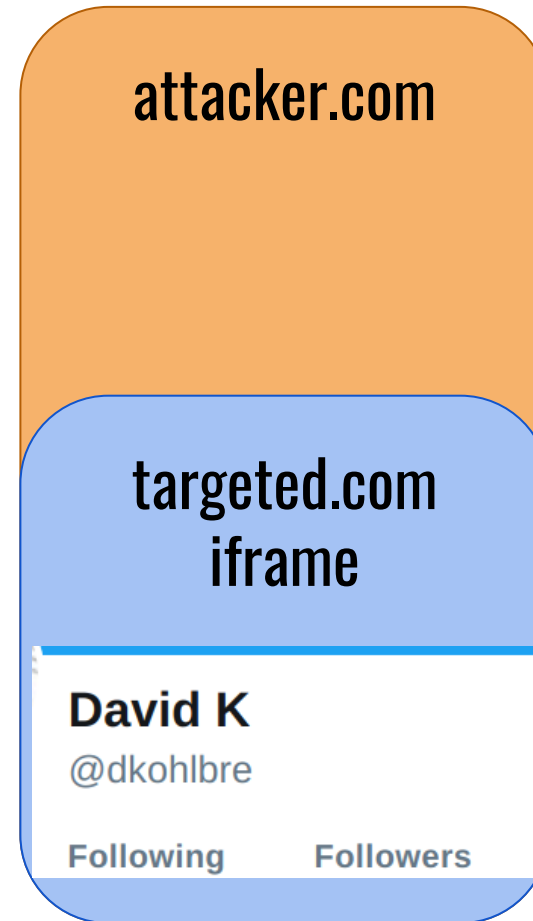 attacker.com
targeted.com
iframe
David K
@dkohlbre
Following Followers